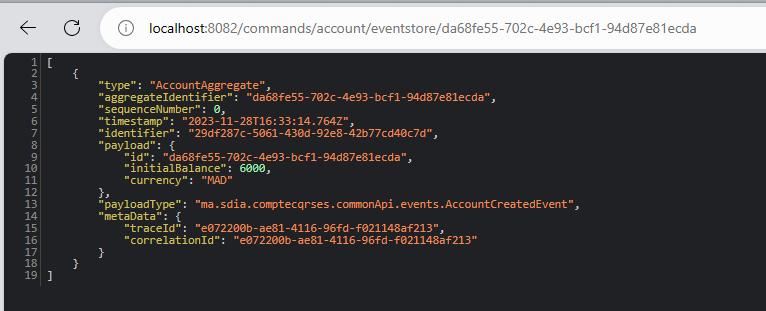 localhost:8082/commands/account/eventstore/da68fe55-702c-4e93-bcf1-94d87e81ecda
1 [
2 {
3 "type": "AccountAggregate",
4 "aggregateIdentifier": "da68fe55-702c-4e93-bcf1-94d87e81ecda",
5 "sequenceNumber": 0,
6 "timestamp": "2023-11-28T16:33:14.764Z",
7 "identifier": "29df287c-5061-430d-92e8-42b77cd40c7d",
8 "payload": {
9 "id": "da68fe55-702c-4e93-bcf1-94d87e81ecda",
10 "initialBalance": 6000,
11 "currency": "MAD"
12 },
13 "payloadType": "ma.sdia.comptecqrses.commonApi.events.AccountCreatedEvent",
14 "metaData": {
15 "traceId": "e072200b-ae81-4116-96fd-f021148af213",
16 "correlationId": "e072200b-ae81-4116-96fd-f021148af213"
17 }
18 }
19 ]